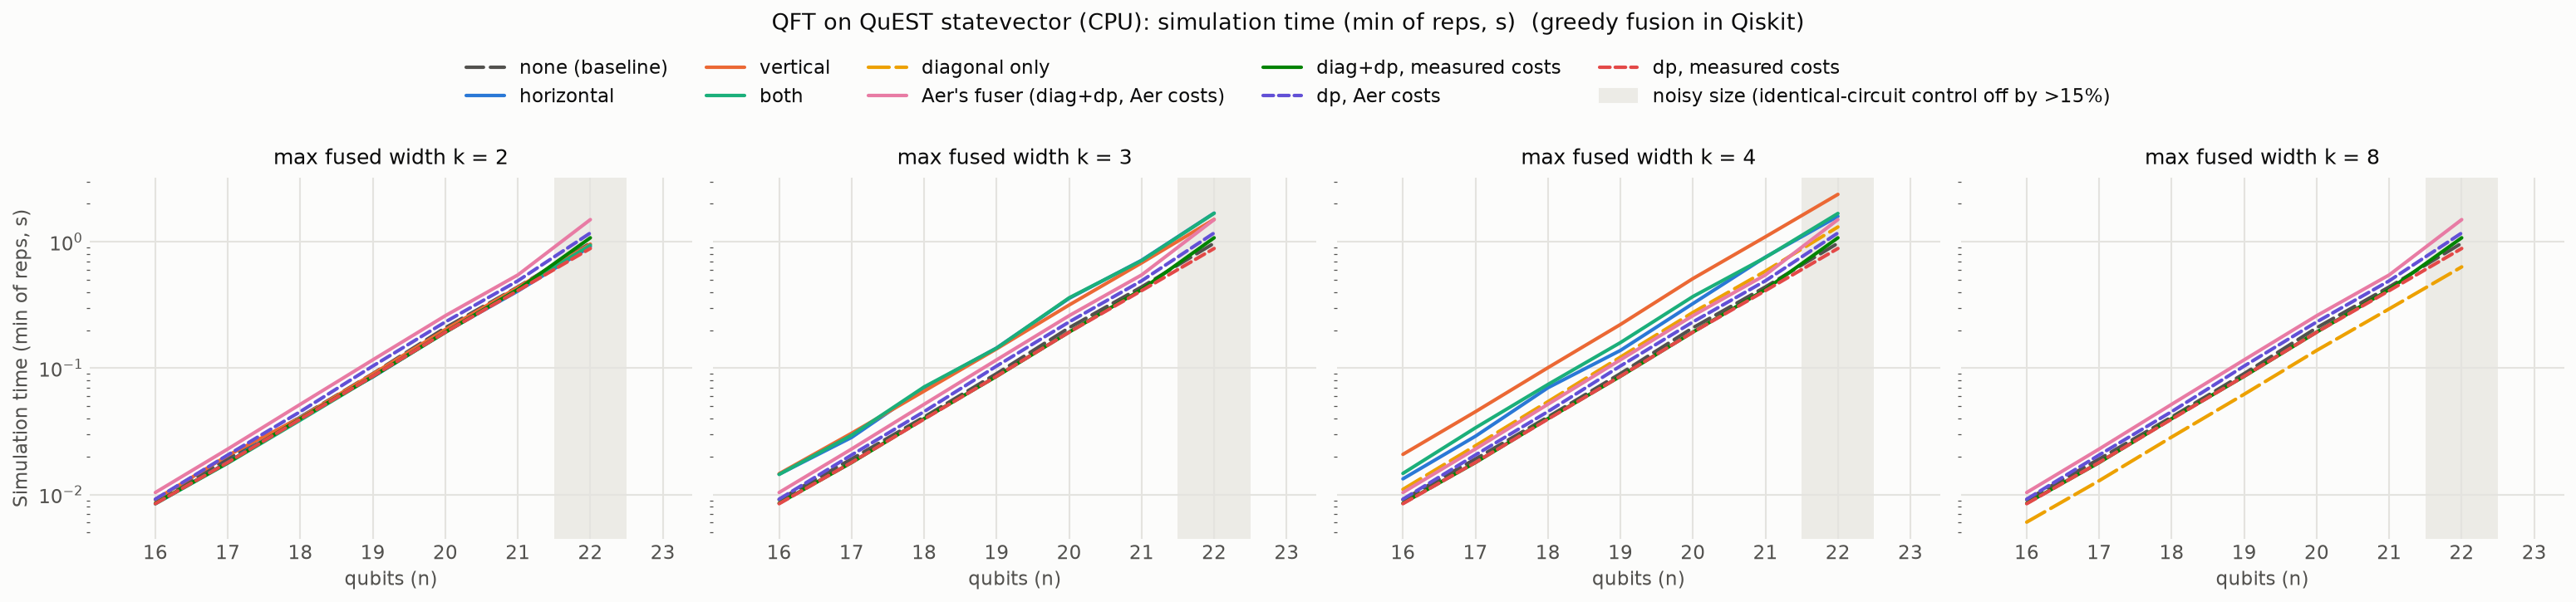 QFT on QuEST statevector (CPU): simulation time (min of reps, s)  (greedy fusion in Qiskit)
none (baseline) vertical diagonal only diag+dp, measured costs dp, measured costs
horizontal both Aer's fuser (diag+dp, Aer costs) dp, Aer costs noisy size (identical-circuit control off by >15%)
max fused width k = 2 max fused width k = 3 max fused width k = 4 max fused width k = 8
Simulation time (min of reps, s)
10⁰
10⁻¹
10⁻²
16 17 18 19 20 21 22 23 16 17 18 19 20 21 22 23 16 17 18 19 20 21 22 23 16 17 18 19 20 21 22 23
qubits (n) qubits (n) qubits (n) qubits (n)